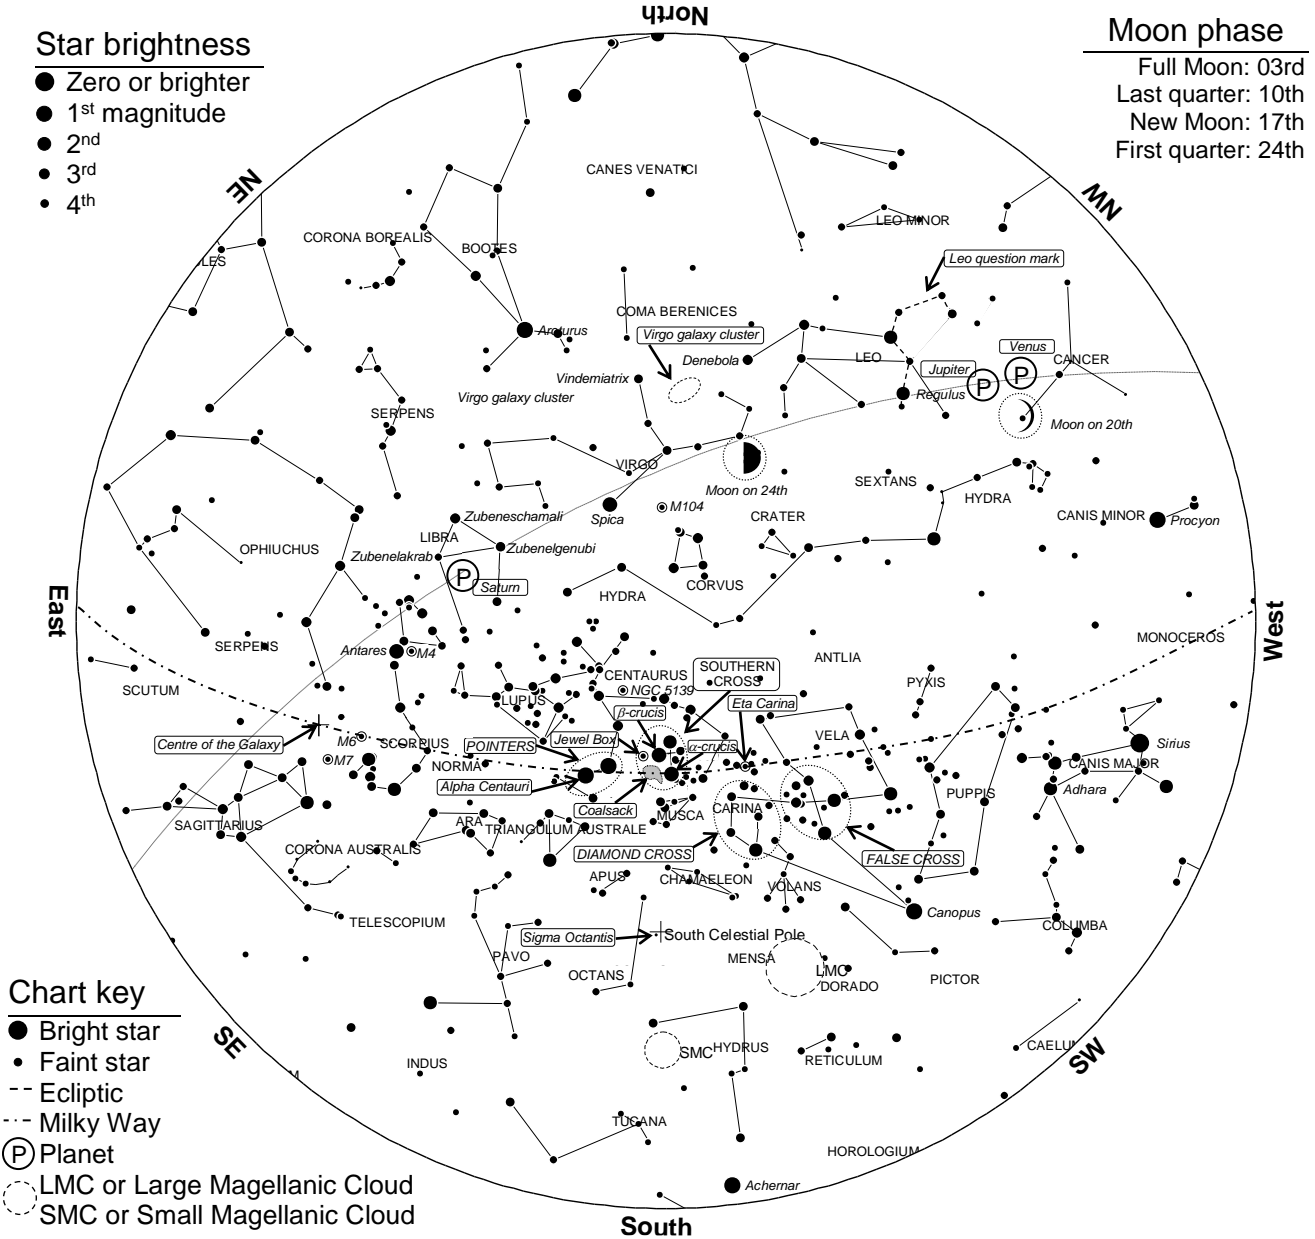 North
Star brightness
Zero or brighter
1st magnitude
2nd
3rd
4th
Moon phase
Full Moon: 03rd
Last quarter: 10th
New Moon: 17th
First quarter: 24th
NE
NW
CANES VENATICI
LEO MINOR
CORONA BOREALIS
BOOTES
LES
Leo question mark
COMA BERENICES
Arcturus
Virgo galaxy cluster
Denebola
LEO
Venus
CANCER
Jupiter
Vindemiatrix
Regulus
Virgo galaxy cluster
SERPENS
Moon on 20th
VIRGO
Moon on 24th
SEXTANS
HYDRA
M104
Spica
CRATER
CANIS MINOR
Procyon
Zubeneschamali
LIBRA
OPHIUCHUS
Zubenelakrab
Zubenelgenubi
Saturn
CORVUS
HYDRA
East
West
SERPENS
MONOCEROS
Antares
M4
ANTLIA
SCUTUM
CENTAURUS
SOUTHERN
CROSS
NGC 5139
PYXIS
LUPUS
Eta Carina
β-crucis
Centre of the Galaxy
M6
SCORPIUS
POINTERS
Jewel Box
α-crucis
VELA
Sirius
M7
NORMA
CANIS MAJOR
Alpha Centauri
Adhara
PUPPIS
Coalsack
MUSCA
CARINA
SAGITTARIUS
ARA
TRIANGULUM AUSTRALE
CORONA AUSTRALIS
DIAMOND CROSS
FALSE CROSS
APUS
CHAMAELEON
VOLANS
TELESCOPIUM
Canopus
COLUMBA
Sigma Octantis
South Celestial Pole
PAVO
MENSA
OCTANS
LMC
DORADO
PICTOR
Chart key
Bright star
Faint star
Ecliptic
Milky Way
P Planet
LMC or Large Magellanic Cloud
SMC or Small Magellanic Cloud
SE
SW
SMC
HYDRUS
RETICULUM
CAELUM
INDUS
M
TUCANA
HOROLOGIUM
Achernar
South
P
P
P